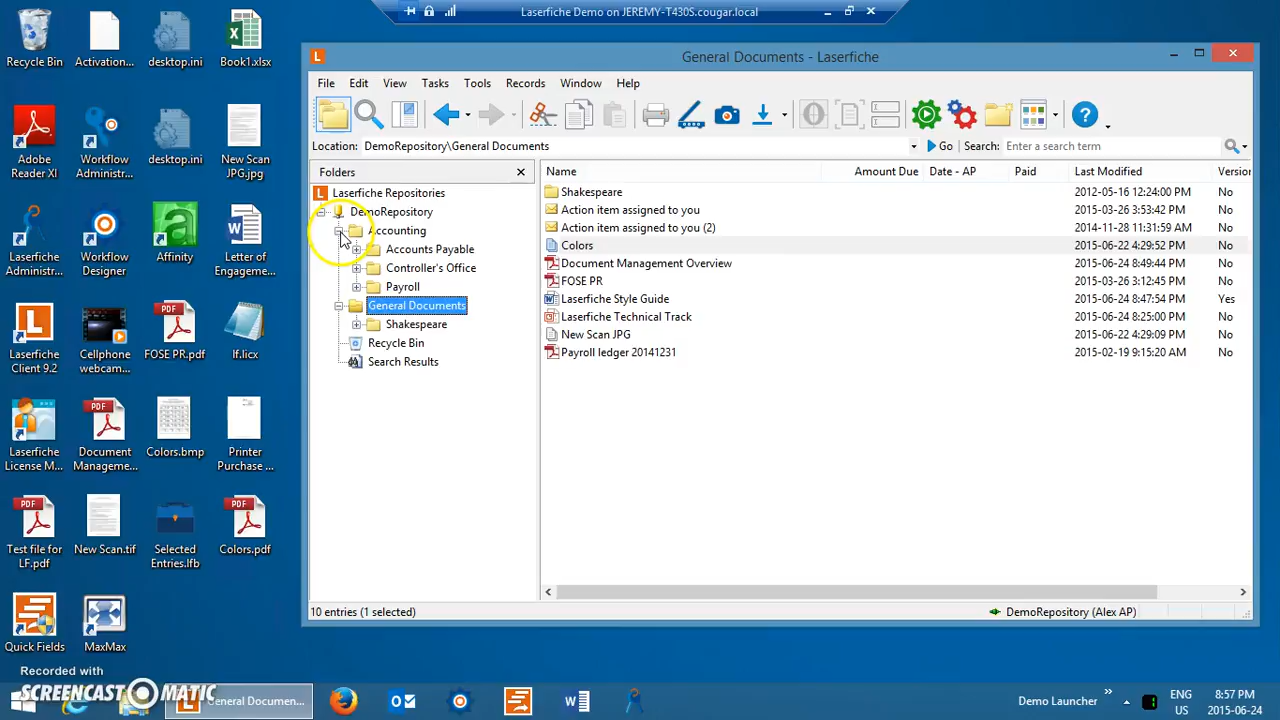 Laserfiche Demo on JEREMY-T430S.cougar.local
Recycle Bin
Activation...
desktop.ini
Book1.xlsx
Adobe Reader XI
Workflow Administr...
desktop.ini
New Scan JPG.jpg
Laserfiche Administr...
Workflow Designer
Affinity
Letter of Engageme...
Laserfiche Client 9.2
Cellphone webcam...
FOSE PR.pdf
lf.licx
Laserfiche License M...
Document Manageme...
Colors.bmp
Printer Purchase ...
Test file for LF.pdf
New Scan.tif
Selected Entries.lfb
Colors.pdf
Quick Fields
MaxMax
General Documents - Laserfiche
File Edit View Tasks Tools Records Window Help
Location: DemoRepository\General Documents Go Search: Enter search term
Folders
Laserfiche Repositories
DemoRepository
Accounting
Accounts Payable
Controller's Office
Payroll
General Documents
Shakespeare
Recycle Bin
Search Results
Name Amount Due Date - AP Paid Last Modified Versio
Shakespeare 2012-05-16 12:24:00 PM No
Action item assigned to you 2015-03-26 3:53:42 PM No
Action item assigned to you (2) 2014-11-28 11:31:59 AM No
Colors 2015-06-22 4:29:52 PM No
Document Management Overview 2015-06-24 8:49:44 PM No
FOSE PR 2015-03-26 3:12:45 PM No
Laserfiche Style Guide 2015-06-24 8:47:54 PM Yes
Laserfiche Technical Track 2015-06-24 8:25:00 PM No
New Scan JPG 2015-06-22 4:29:09 PM No
Payroll ledger 20141231 2015-02-19 9:15:20 AM No
10 entries (1 selected) DemoRepository (Alex AP)
Recorded with
SCREENCAST MATIC
General Documen...
Demo Launcher
ENG
US
8:57 PM
2015-06-24